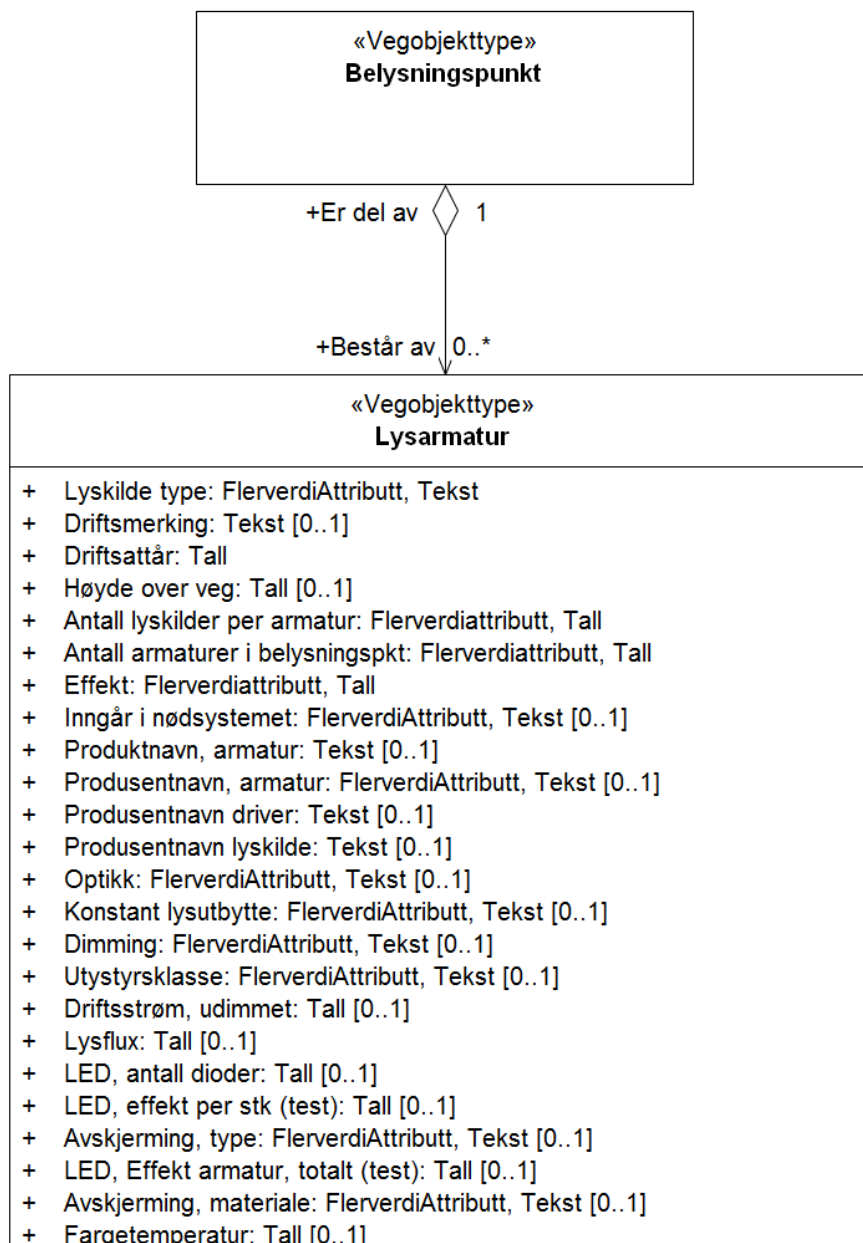 «Vegobjekttype»
Belysningspunkt
+Er del av 1
+Består av 0..*
«Vegobjekttype»
Lysarmatur
+ Lyskilde type: FlerverdiAttributt, Tekst
+ Driftsmerking: Tekst [0..1]
+ Driftsattår: Tall
+ Høyde over veg: Tall [0..1]
+ Antall lyskilder per armatur: Flerverdiattributt, Tall
+ Antall armaturer i belysningspkt: Flerverdiattributt, Tall
+ Effekt: Flerverdiattributt, Tall
+ Inngår i nødsystemet: FlerverdiAttributt, Tekst [0..1]
+ Produktnavn, armatur: Tekst [0..1]
+ Produsentnavn, armatur: FlerverdiAttributt, Tekst [0..1]
+ Produsentnavn driver: Tekst [0..1]
+ Produsentnavn lyskilde: Tekst [0..1]
+ Optikk: FlerverdiAttributt, Tekst [0..1]
+ Konstant lysutbytte: FlerverdiAttributt, Tekst [0..1]
+ Dimming: FlerverdiAttributt, Tekst [0..1]
+ Utystyrsklasse: FlerverdiAttributt, Tekst [0..1]
+ Driftsstrøm, udimmet: Tall [0..1]
+ Lysflux: Tall [0..1]
+ LED, antall dioder: Tall [0..1]
+ LED, effekt per stk (test): Tall [0..1]
+ Avskjerming, type: FlerverdiAttributt, Tekst [0..1]
+ LED, Effekt armatur, totalt (test): Tall [0..1]
+ Avskjerming, materiale: FlerverdiAttributt, Tekst [0..1]
+ Fargetemperatur: Tall [0..1]